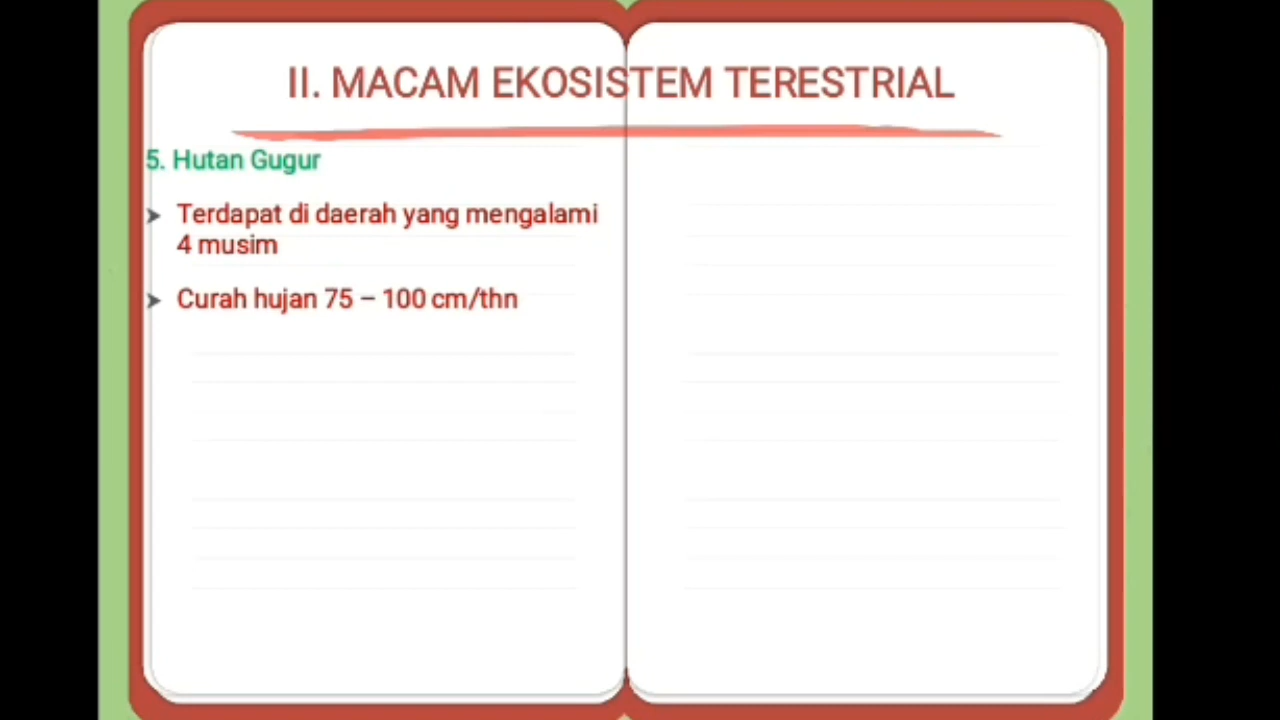 II. MACAM EKOSISTEM TERESTRIAL
5. Hutan Gugur
➤ Terdapat di daerah yang mengalami
4 musim
➤ Curah hujan 75 – 100 cm/thn